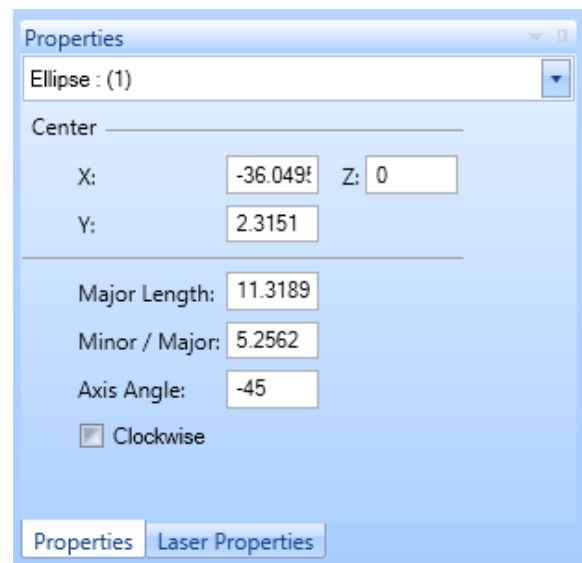 Properties
Ellipse : (1)
Center
X: -36.049 Z: 0
Y: 2.3151
Major Length: 11.3189
Minor / Major: 5.2562
Axis Angle: -45
Clockwise
Properties Laser Properties